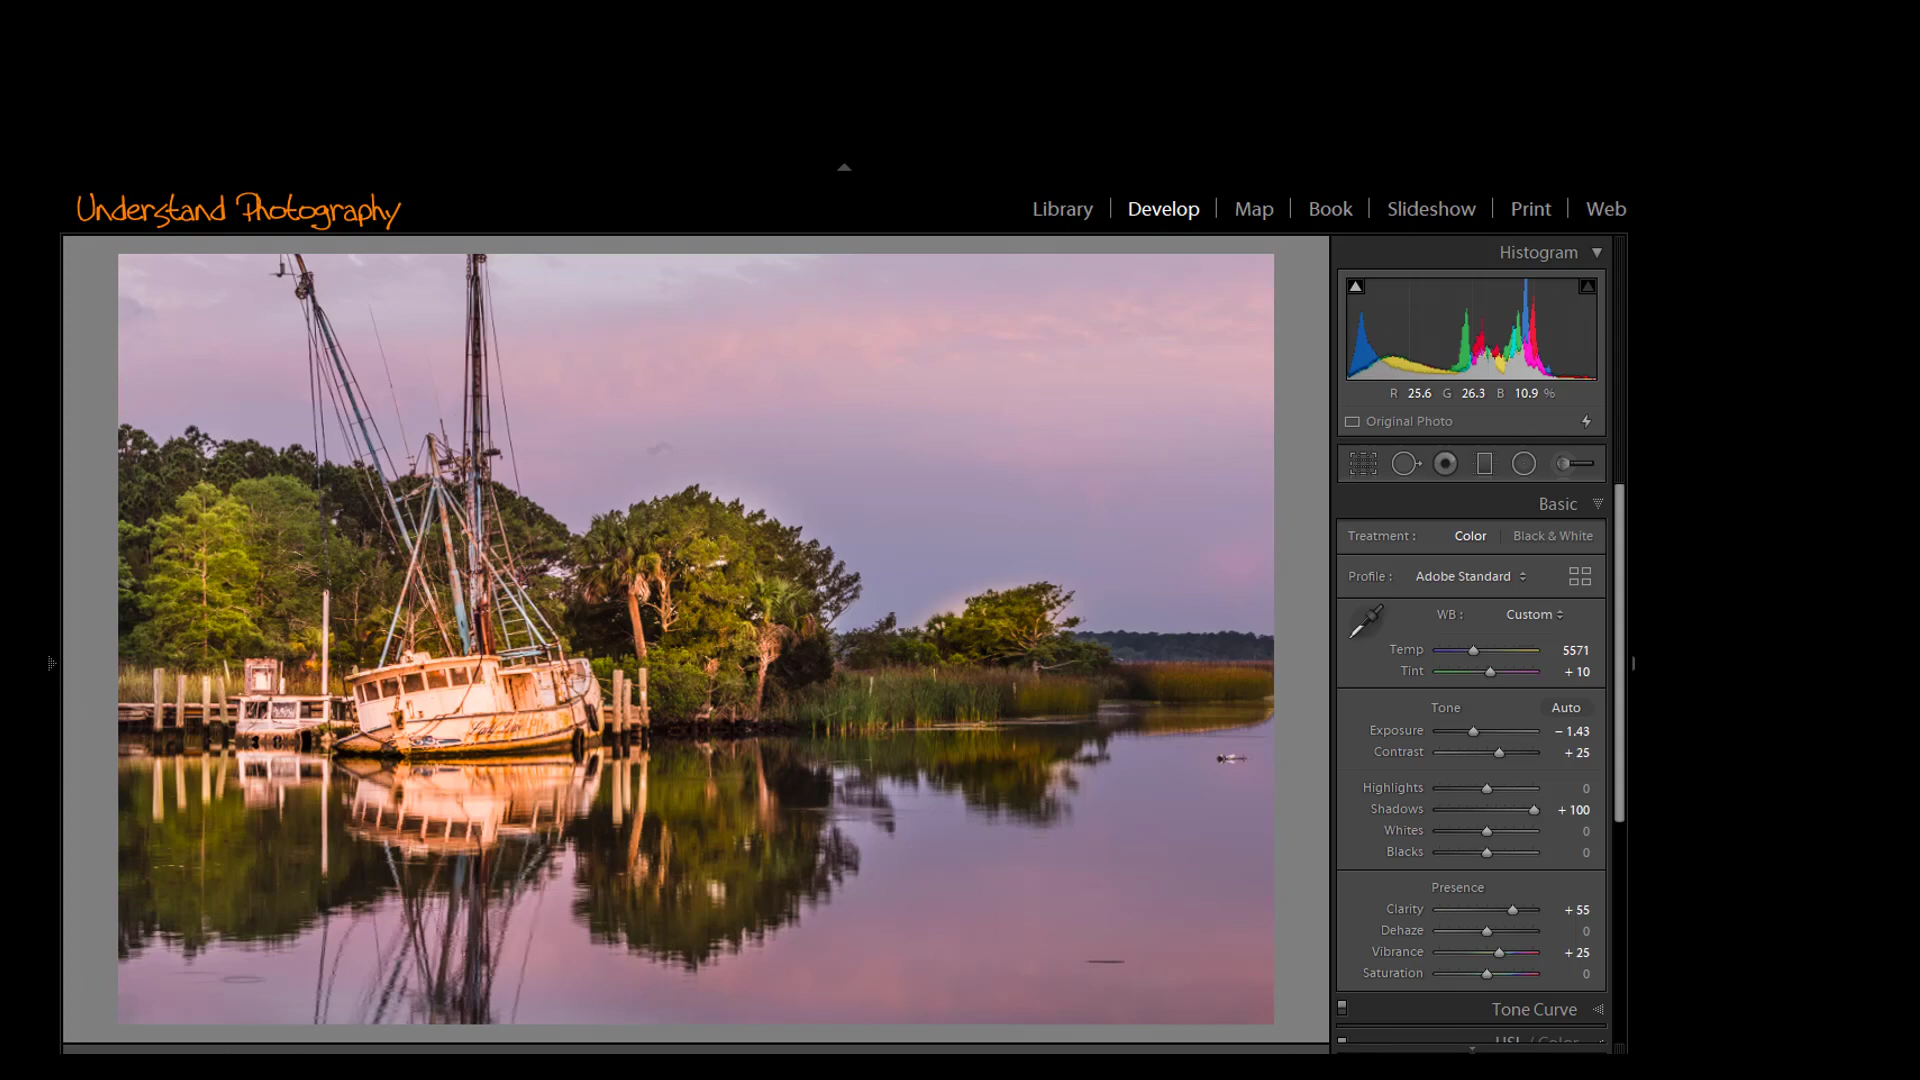 Understand Photography
Library | Develop | Map | Book | Slideshow | Print | Web
Histogram
R 25.6 G 26.3 B 10.9 %
Original Photo
Basic
Treatment : Color Black & White
Profile : Adobe Standard
WB : Custom
Temp 5571
Tint + 10
Tone Auto
Exposure − 1.43
Contrast + 25
Highlights 0
Shadows + 100
Whites 0
Blacks 0
Presence
Clarity + 55
Dehaze 0
Vibrance + 25
Saturation 0
Tone Curve
HSL / Color